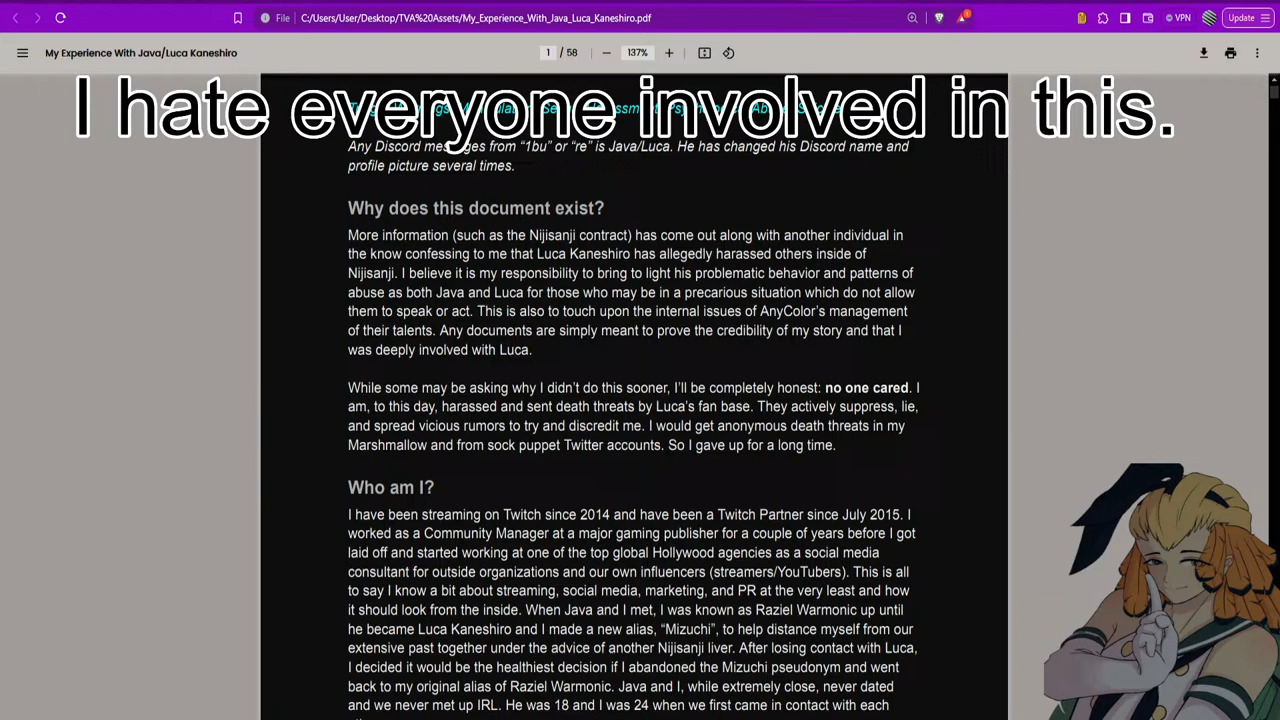 File C:/Users/User/Desktop/TVA%20Assets/My_Experience_With_Java_Luca_Kaneshiro.pdf
1
VPN
Update
My Experience With Java/Luca Kaneshiro
1 / 58
137%
I hate everyone involved in this.
Any Discord messages from “1bu” or “re” is Java/Luca. He has changed his Discord name and
profile picture several times.
Why does this document exist?
More information (such as the Nijisanji contract) has come out along with another individual in
the know confessing to me that Luca Kaneshiro has allegedly harassed others inside of
Nijisanji. I believe it is my responsibility to bring to light his problematic behavior and patterns of
abuse as both Java and Luca for those who may be in a precarious situation which do not allow
them to speak or act. This is also to touch upon the internal issues of AnyColor’s management
of their talents. Any documents are simply meant to prove the credibility of my story and that I
was deeply involved with Luca.
While some may be asking why I didn’t do this sooner, I’ll be completely honest: no one cared. I
am, to this day, harassed and sent death threats by Luca’s fan base. They actively suppress, lie,
and spread vicious rumors to try and discredit me. I would get anonymous death threats in my
Marshmallow and from sock puppet Twitter accounts. So I gave up for a long time.
Who am I?
I have been streaming on Twitch since 2014 and have been a Twitch Partner since July 2015. I
worked as a Community Manager at a major gaming publisher for a couple of years before I got
laid off and started working at one of the top global Hollywood agencies as a social media
consultant for outside organizations and our own influencers (streamers/YouTubers). This is all
to say I know a bit about streaming, social media, marketing, and PR at the very least and how
it should look from the inside. When Java and I met, I was known as Raziel Warmonic up until
he became Luca Kaneshiro and I made a new alias, “Mizuchi”, to help distance myself from our
extensive past together under the advice of another Nijisanji liver. After losing contact with Luca,
I decided it would be the healthiest decision if I abandoned the Mizuchi pseudonym and went
back to my original alias of Raziel Warmonic. Java and I, while extremely close, never dated
and we never met up IRL. He was 18 and I was 24 when we first came in contact with each